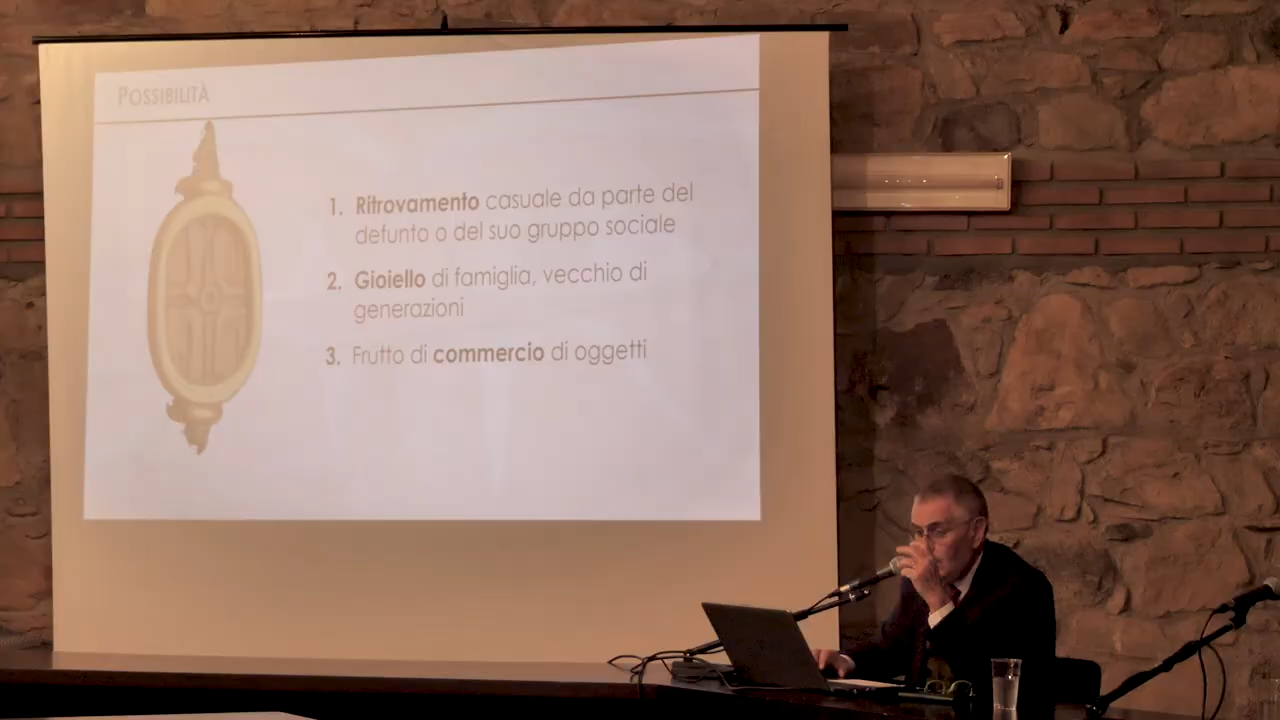 POSSIBILITÀ
1. Ritrovamento casuale da parte del
defunto o del suo gruppo sociale
2. Gioiello di famiglia, vecchio di
generazioni
3. Frutto di commercio di oggetti